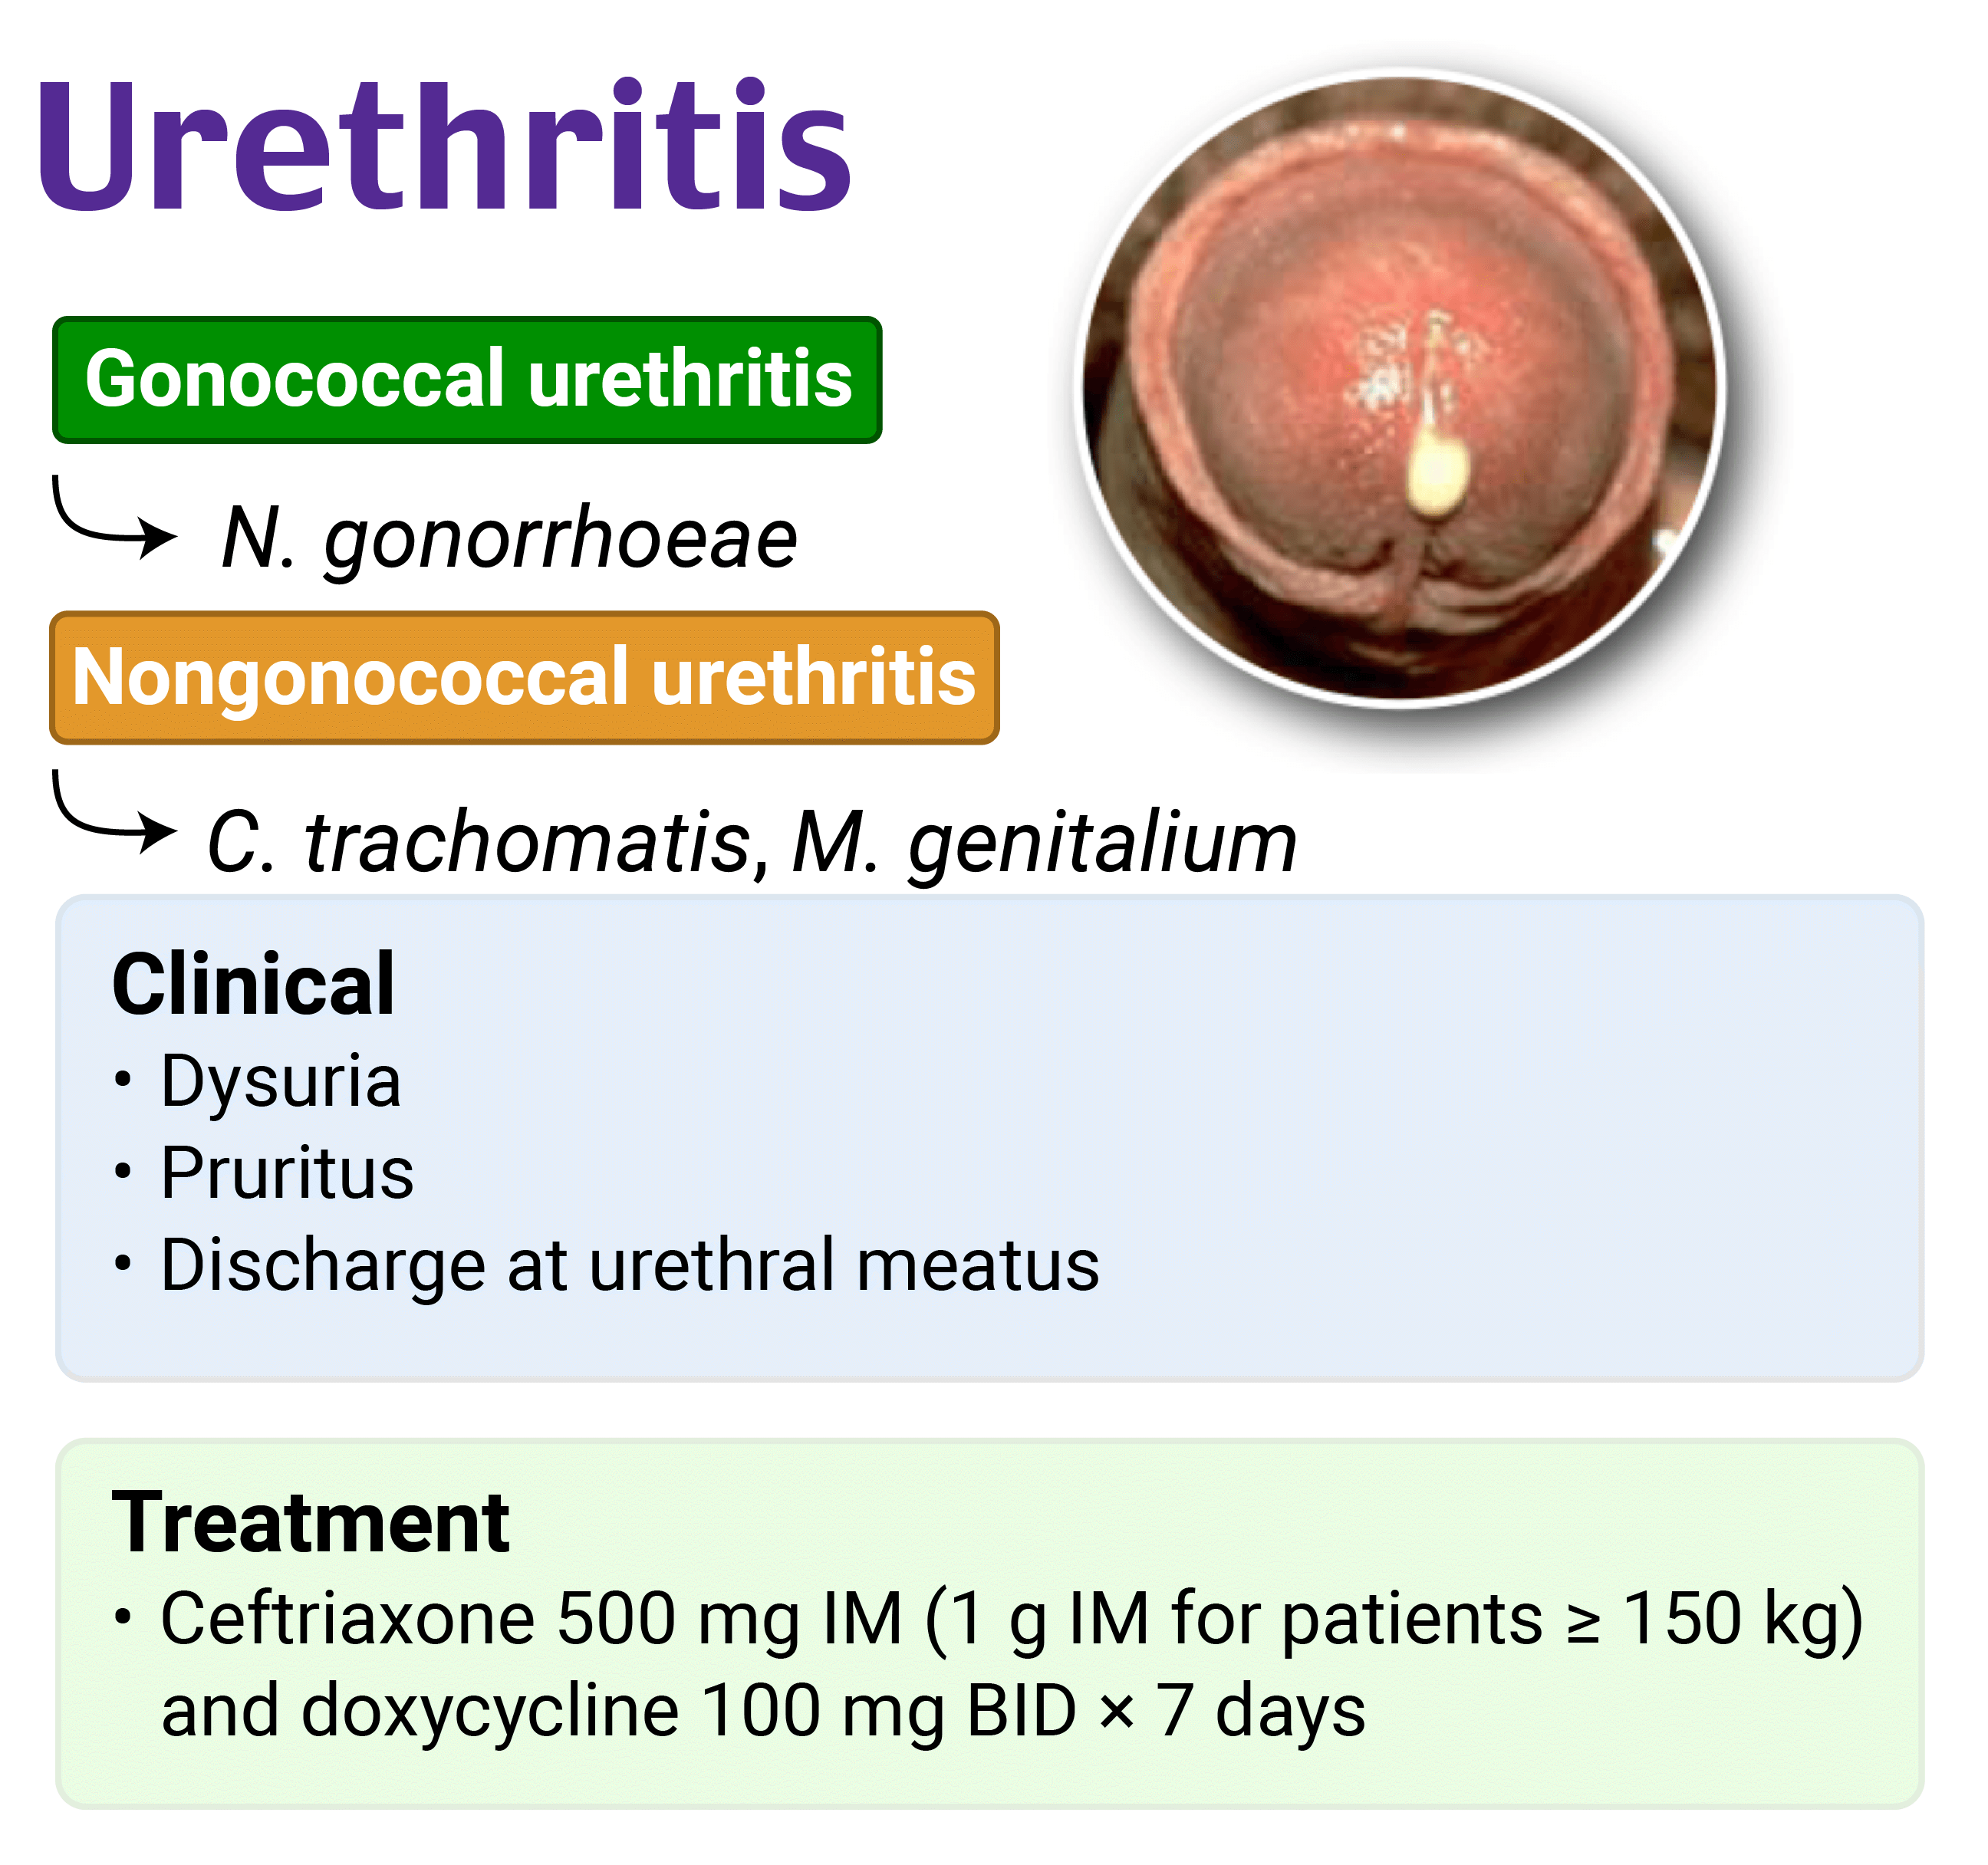 Urethritis
Gonococcal urethritis
N. gonorrhoeae
Nongonococcal urethritis
C. trachomatis, M. genitalium
Clinical
• Dysuria
• Pruritus
• Discharge at urethral meatus
Treatment
• Ceftriaxone 500 mg IM (1 g IM for patients ≥ 150 kg)
and doxycycline 100 mg BID × 7 days